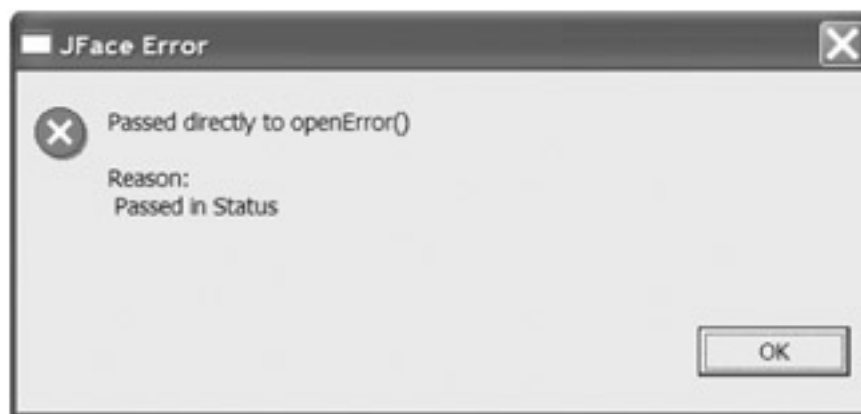 JFace Error
Passed directly to openError()
Reason:
Passed in Status
OK